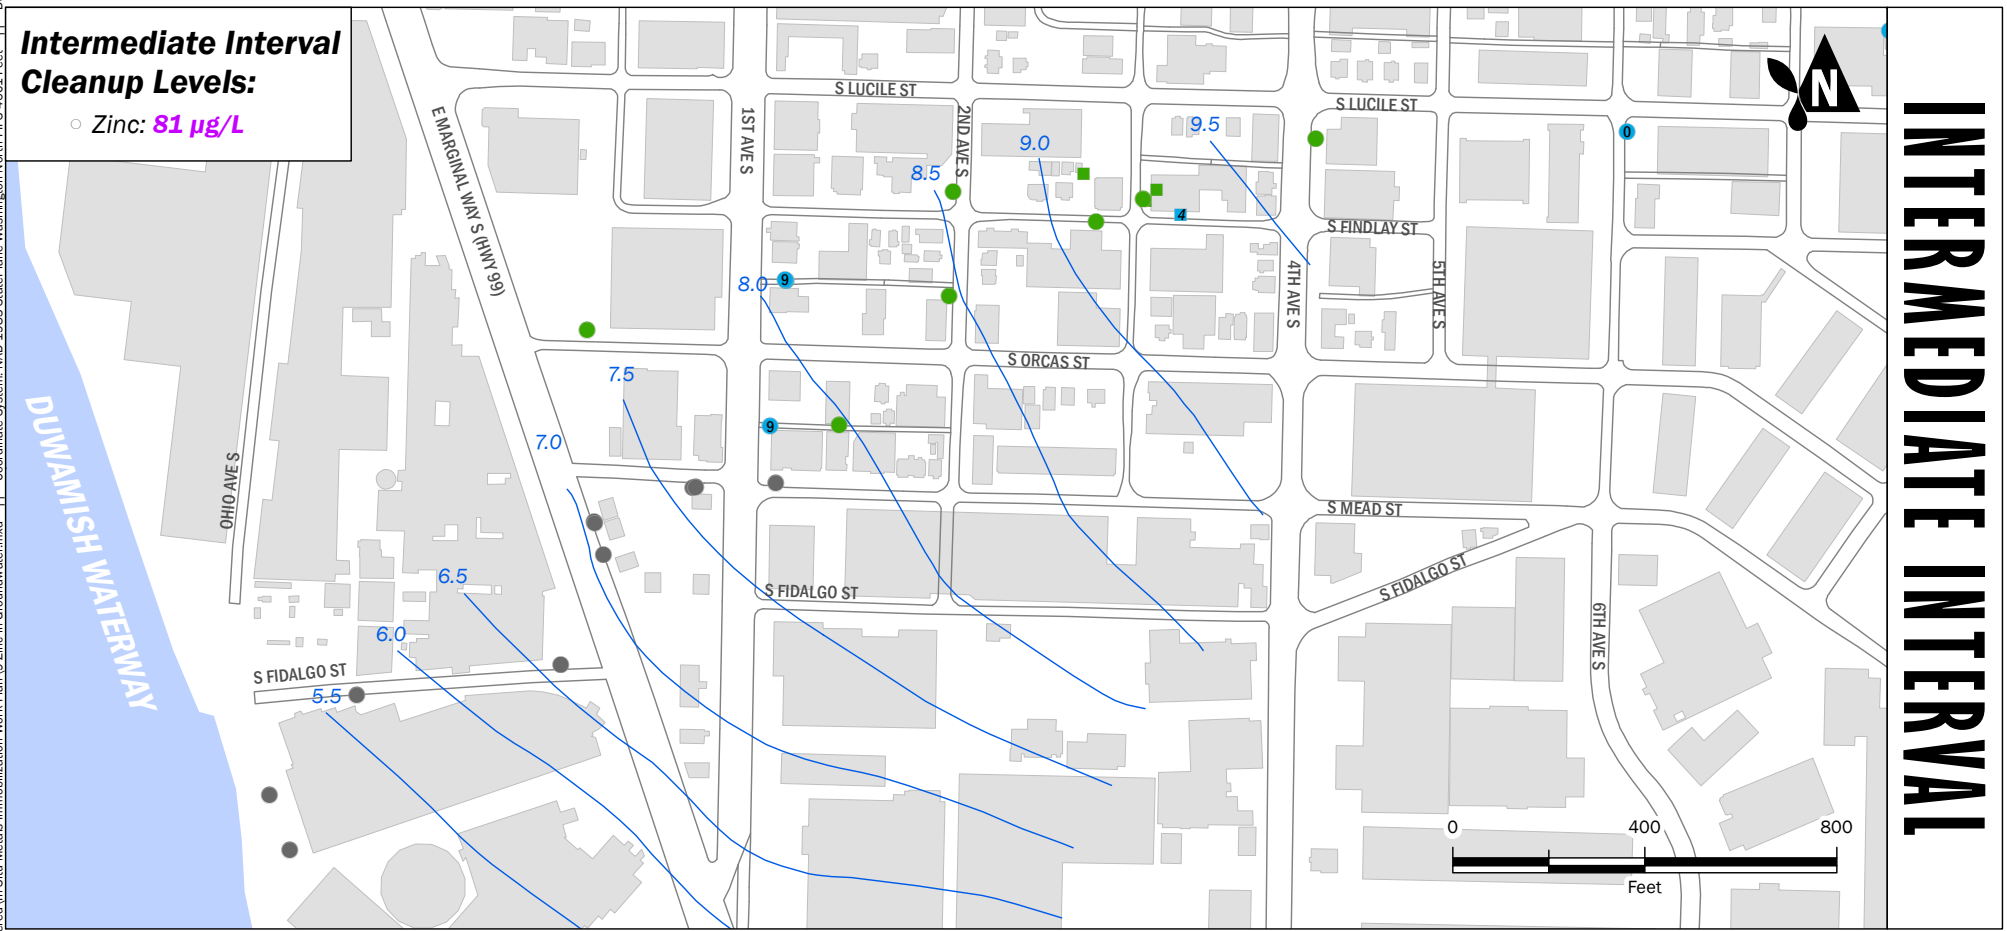 Intermediate Interval
Cleanup Levels:
Zinc: 81 µg/L
N
INTERMEDIATE INTERVAL
S LUCILE ST
S LUCILE ST
E MARGINAL WAY S (HWY 99)
1ST AVE S
2ND AVE S
9.5
9.0
8.5
0
4
S FINDLAY ST
4TH AVE S
5TH AVE S
8.0
9
S ORCAS ST
7.5
9
7.0
OHIO AVE S
DUWAMISH WATERWAY
S MEAD ST
6.5
S FIDALGO ST
S FIDALGO ST
6TH AVE S
6.0
S FIDALGO ST
5.5
0 400 800
Feet